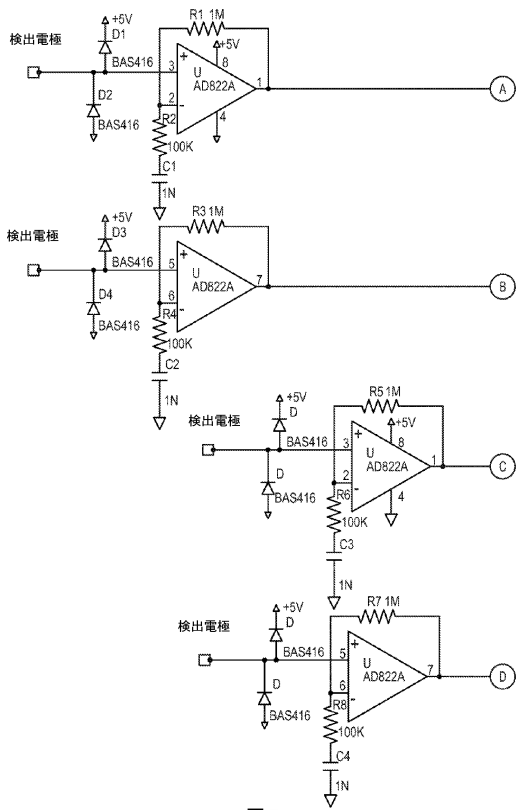 +5V
D1
検出電極
BAS416
D2
BAS416
R1 1M
+5V
8
3
+
U
AD822A
1
2
-
4
R2
100K
C1
1N
A
+5V
D3
検出電極
BAS416
D4
BAS416
R3 1M
5
+
U
AD822A
7
6
-
R4
100K
C2
1N
B
+5V
D
検出電極
BAS416
D
BAS416
R5 1M
+5V
8
3
+
U
AD822A
1
2
-
4
R6
100K
C3
1N
C
+5V
D
検出電極
BAS416
D
BAS416
R7 1M
5
+
U
AD822A
7
6
-
R8
100K
C4
1N
D